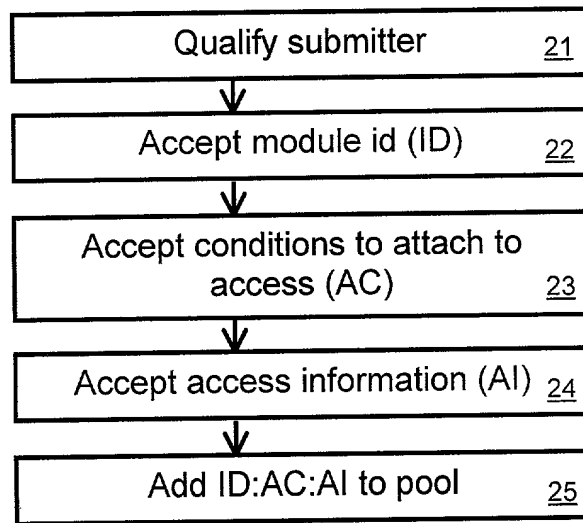 Qualify submitter 21
Accept module id (ID) 22
Accept conditions to attach to
access (AC) 23
Accept access information (AI) 24
Add ID:AC:AI to pool 25